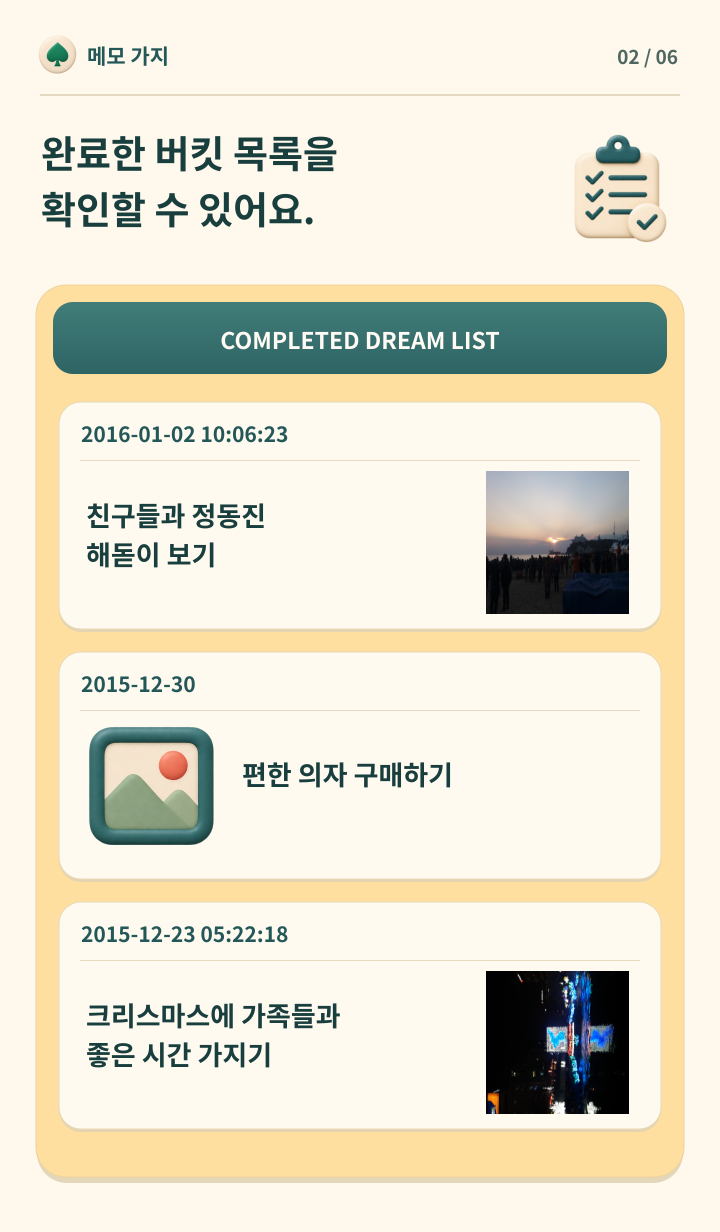 메모 가지
02 / 06
완료한 버킷 목록을
확인할 수 있어요.
COMPLETED DREAM LIST
2016-01-02 10:06:23
친구들과 정동진
해돋이 보기
2015-12-30
편한 의자 구매하기
2015-12-23 05:22:18
크리스마스에 가족들과
좋은 시간 가지기